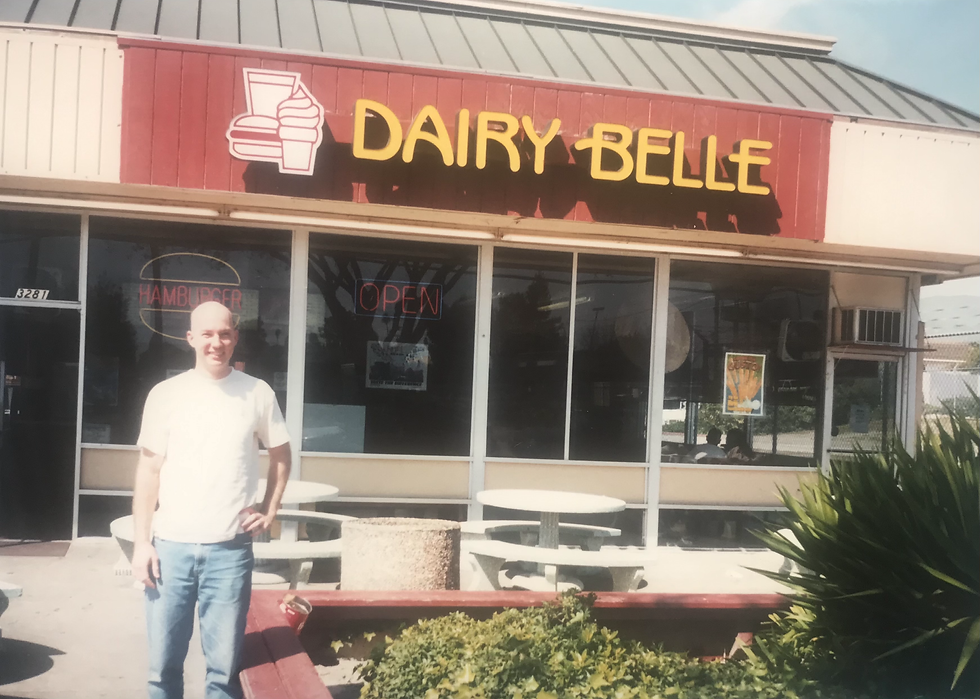 DAIRY BELLE
3281
HAMBURGER
OPEN